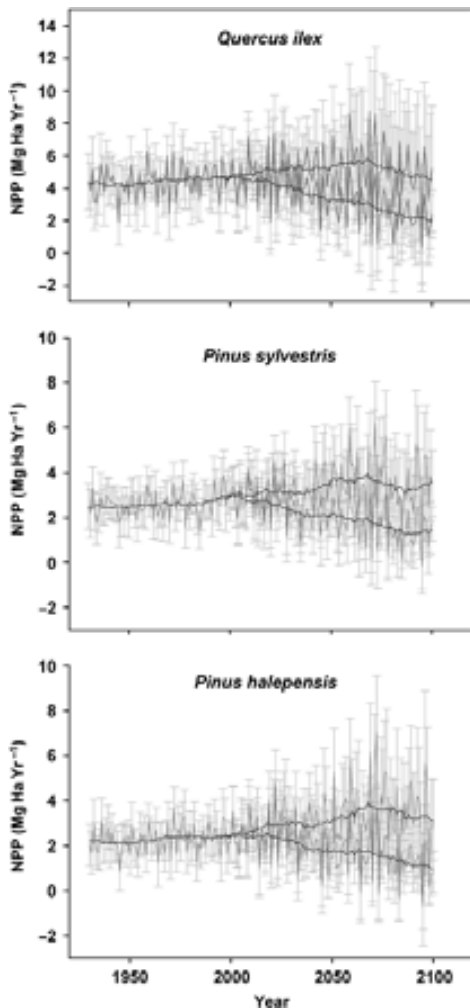 Quercus ilex
NPP (Mg Ha Yr⁻¹)
14
12
10
8
6
4
2
0
−2
Pinus sylvestris
NPP (Mg Ha Yr⁻¹)
10
8
6
4
2
0
−2
Pinus halepensis
NPP (Mg Ha Yr⁻¹)
10
8
6
4
2
0
−2
1950 2000 2050 2100
Year